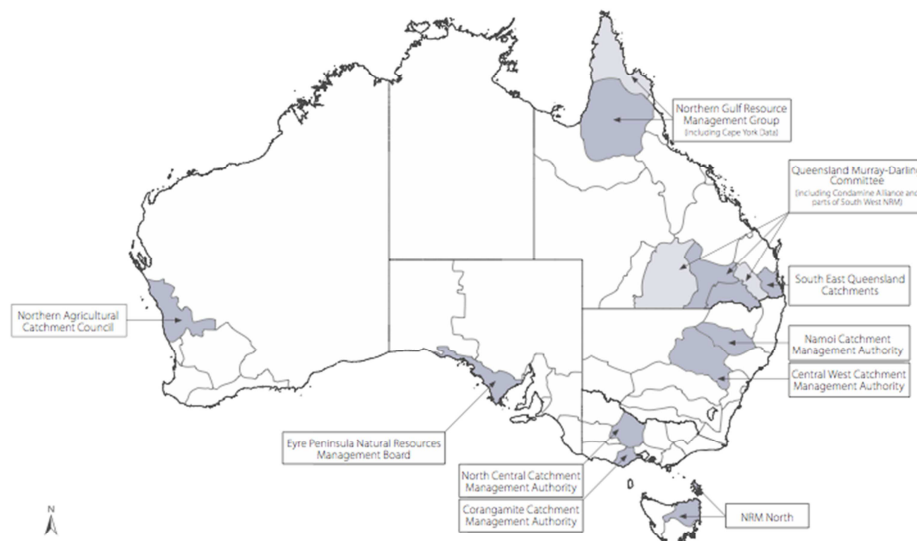 Northern Gulf Resource
Management Group
(including Cape York Data)
Queensland Murray-Darling
Committee
(including Condamine Alliance and
parts of South West NRM)
South East Queensland
Catchments
Northern Agricultural
Catchment Council
Namoi Catchment
Management Authority
Central West Catchment
Management Authority
Eyre Peninsula Natural Resources
Management Board
North Central Catchment
Management Authority
Corangamite Catchment
Management Authority
NRM North
N